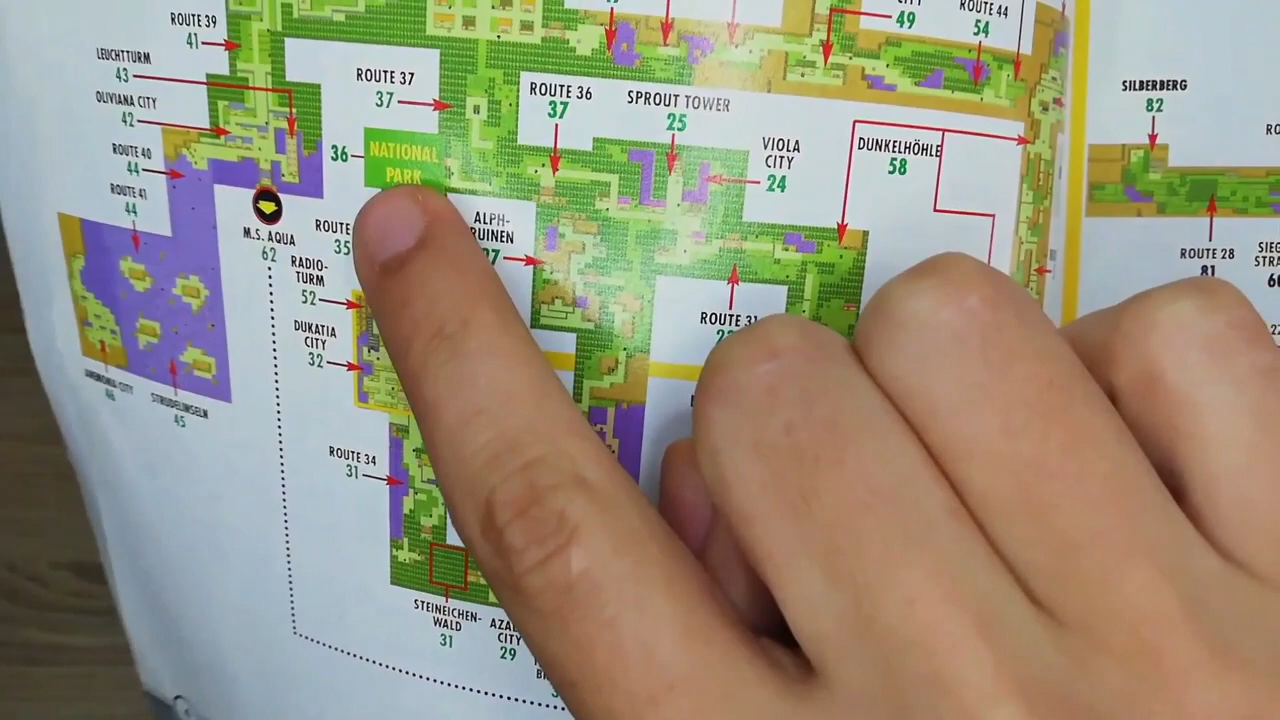 ROUTE 39
41
LEUCHTTURM
43
OLIVIANA CITY
42
ROUTE 40
44
ROUTE 41
44
M.S. AQUA
62
ANEMONIA CITY
46
STRUDELINSELN
45
ROUTE 37
37
36
NATIONAL
PARK
ROUTE
35
RADIO-
TURM
52
DUKATIA
CITY
32
ROUTE 34
31
STEINEICHEN-
WALD
31
CITY
29
ALPH-
RUINEN
ROUTE 36
37
SPROUT TOWER
25
VIOLA
CITY
24
ROUTE 31
DUNKELHÖHLE
58
49
ROUTE 44
54
SILBERBERG
82
ROUTE 28
81